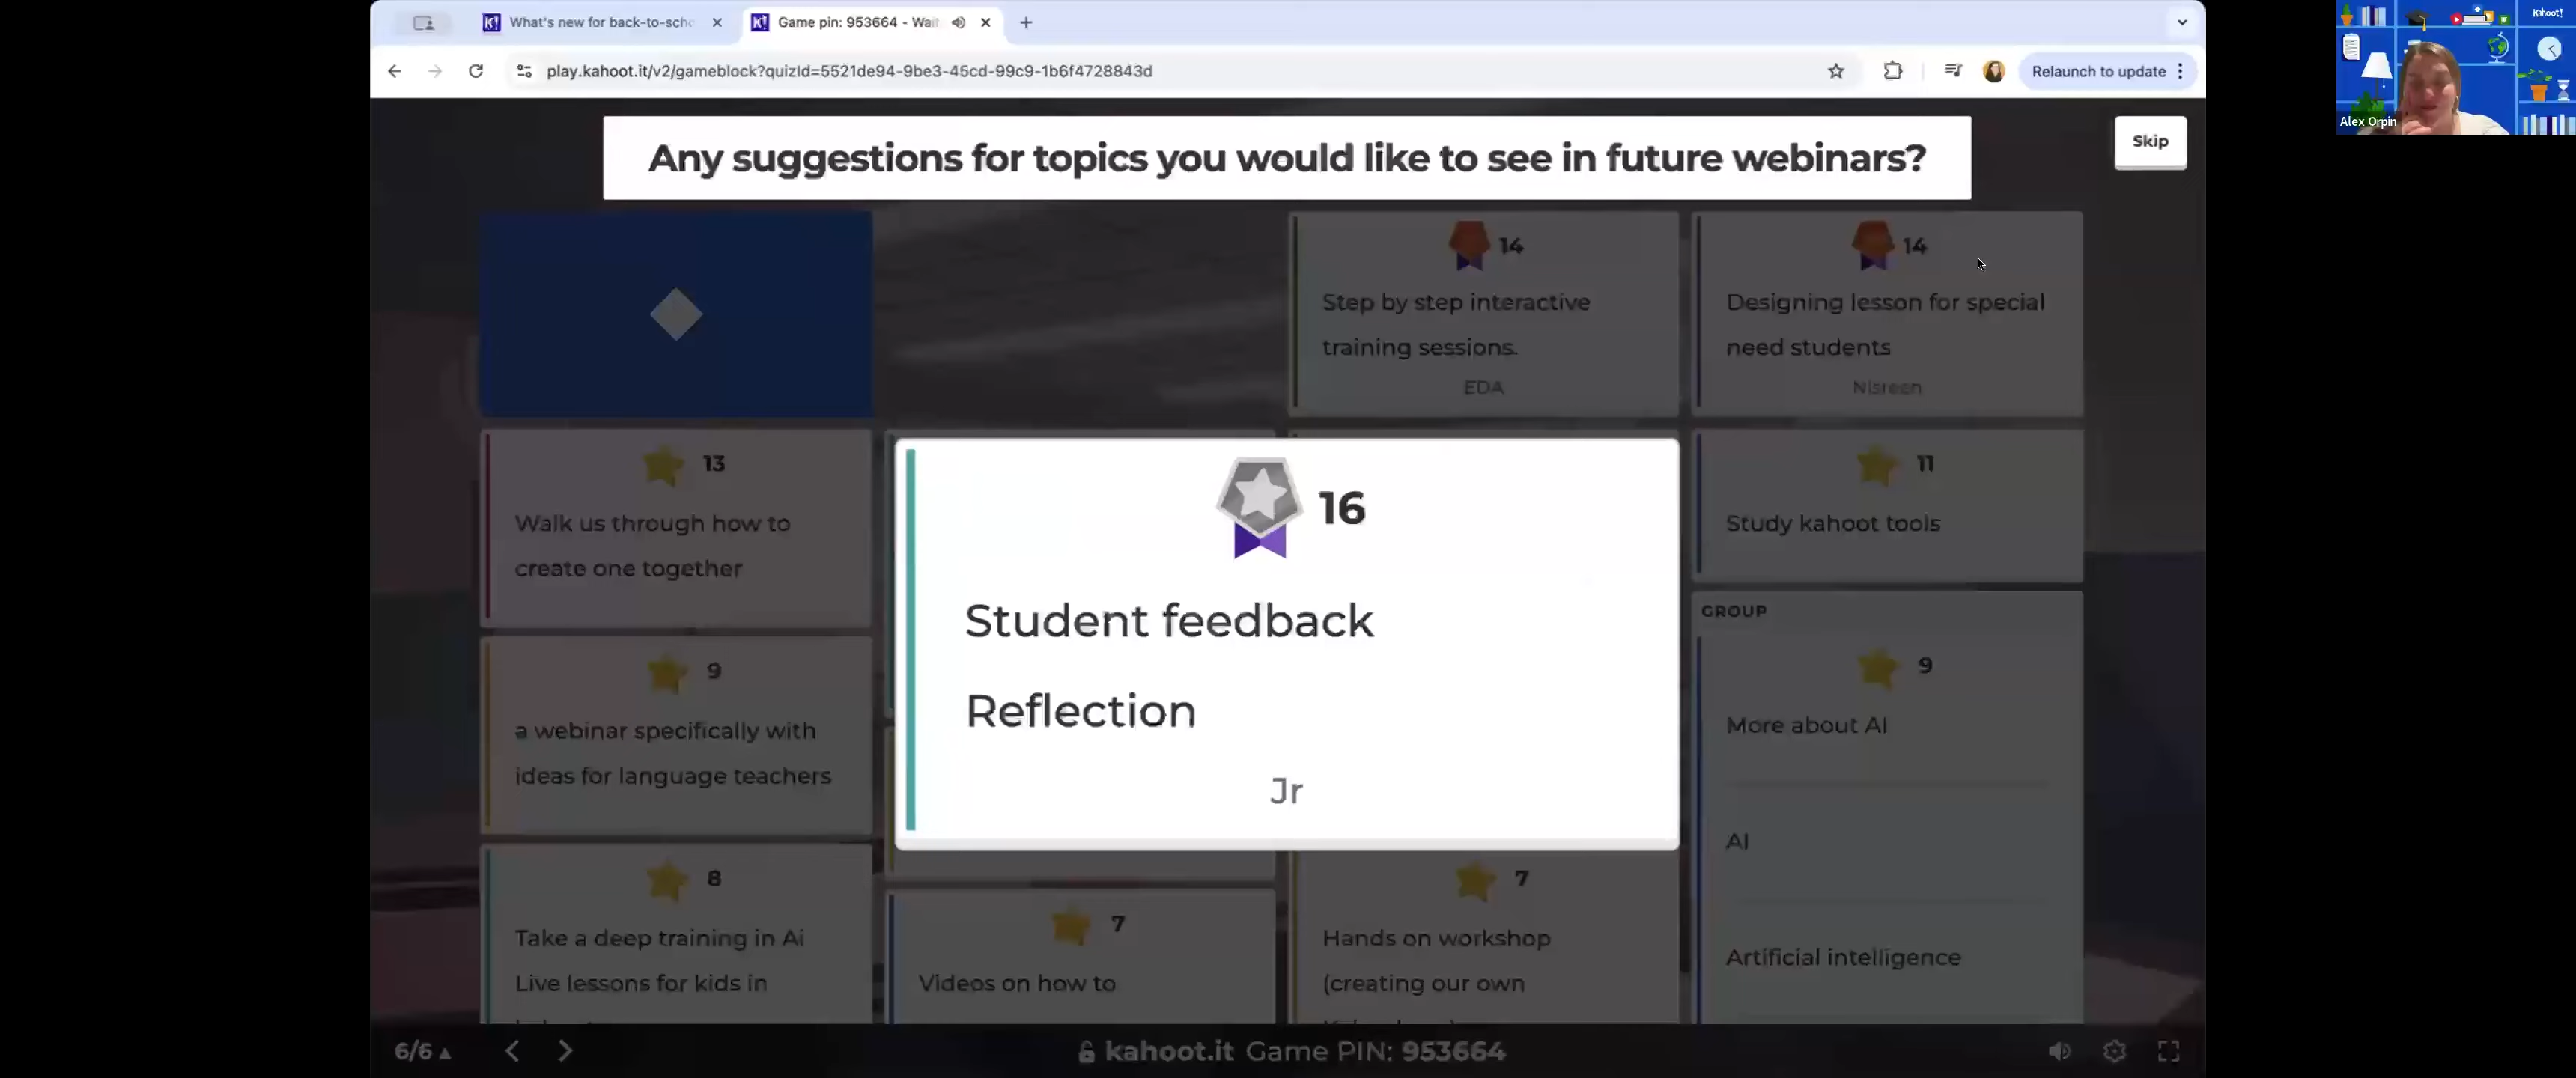 What's new for back-to-scho
Game pin: 953664 - Wait
play.kahoot.it/v2/gameblock?quizId=5521de94-9be3-45cd-99c9-1b6f4728843d
Relaunch to update
Kahoot!
Alex Orpin
Any suggestions for topics you would like to see in future webinars?
Skip
14
Step by step interactive
training sessions.
EDA
14
Designing lesson for special
need students
Nisreen
13
Walk us through how to
create one together
16
Student feedback
Reflection
Jr
11
Study kahoot tools
9
a webinar specifically with
ideas for language teachers
GROUP
9
More about AI
AI
Artificial intelligence
8
Take a deep training in Ai
Live lessons for kids in
7
Videos on how to
7
Hands on workshop
(creating our own
6/6
kahoot.it Game PIN: 953664